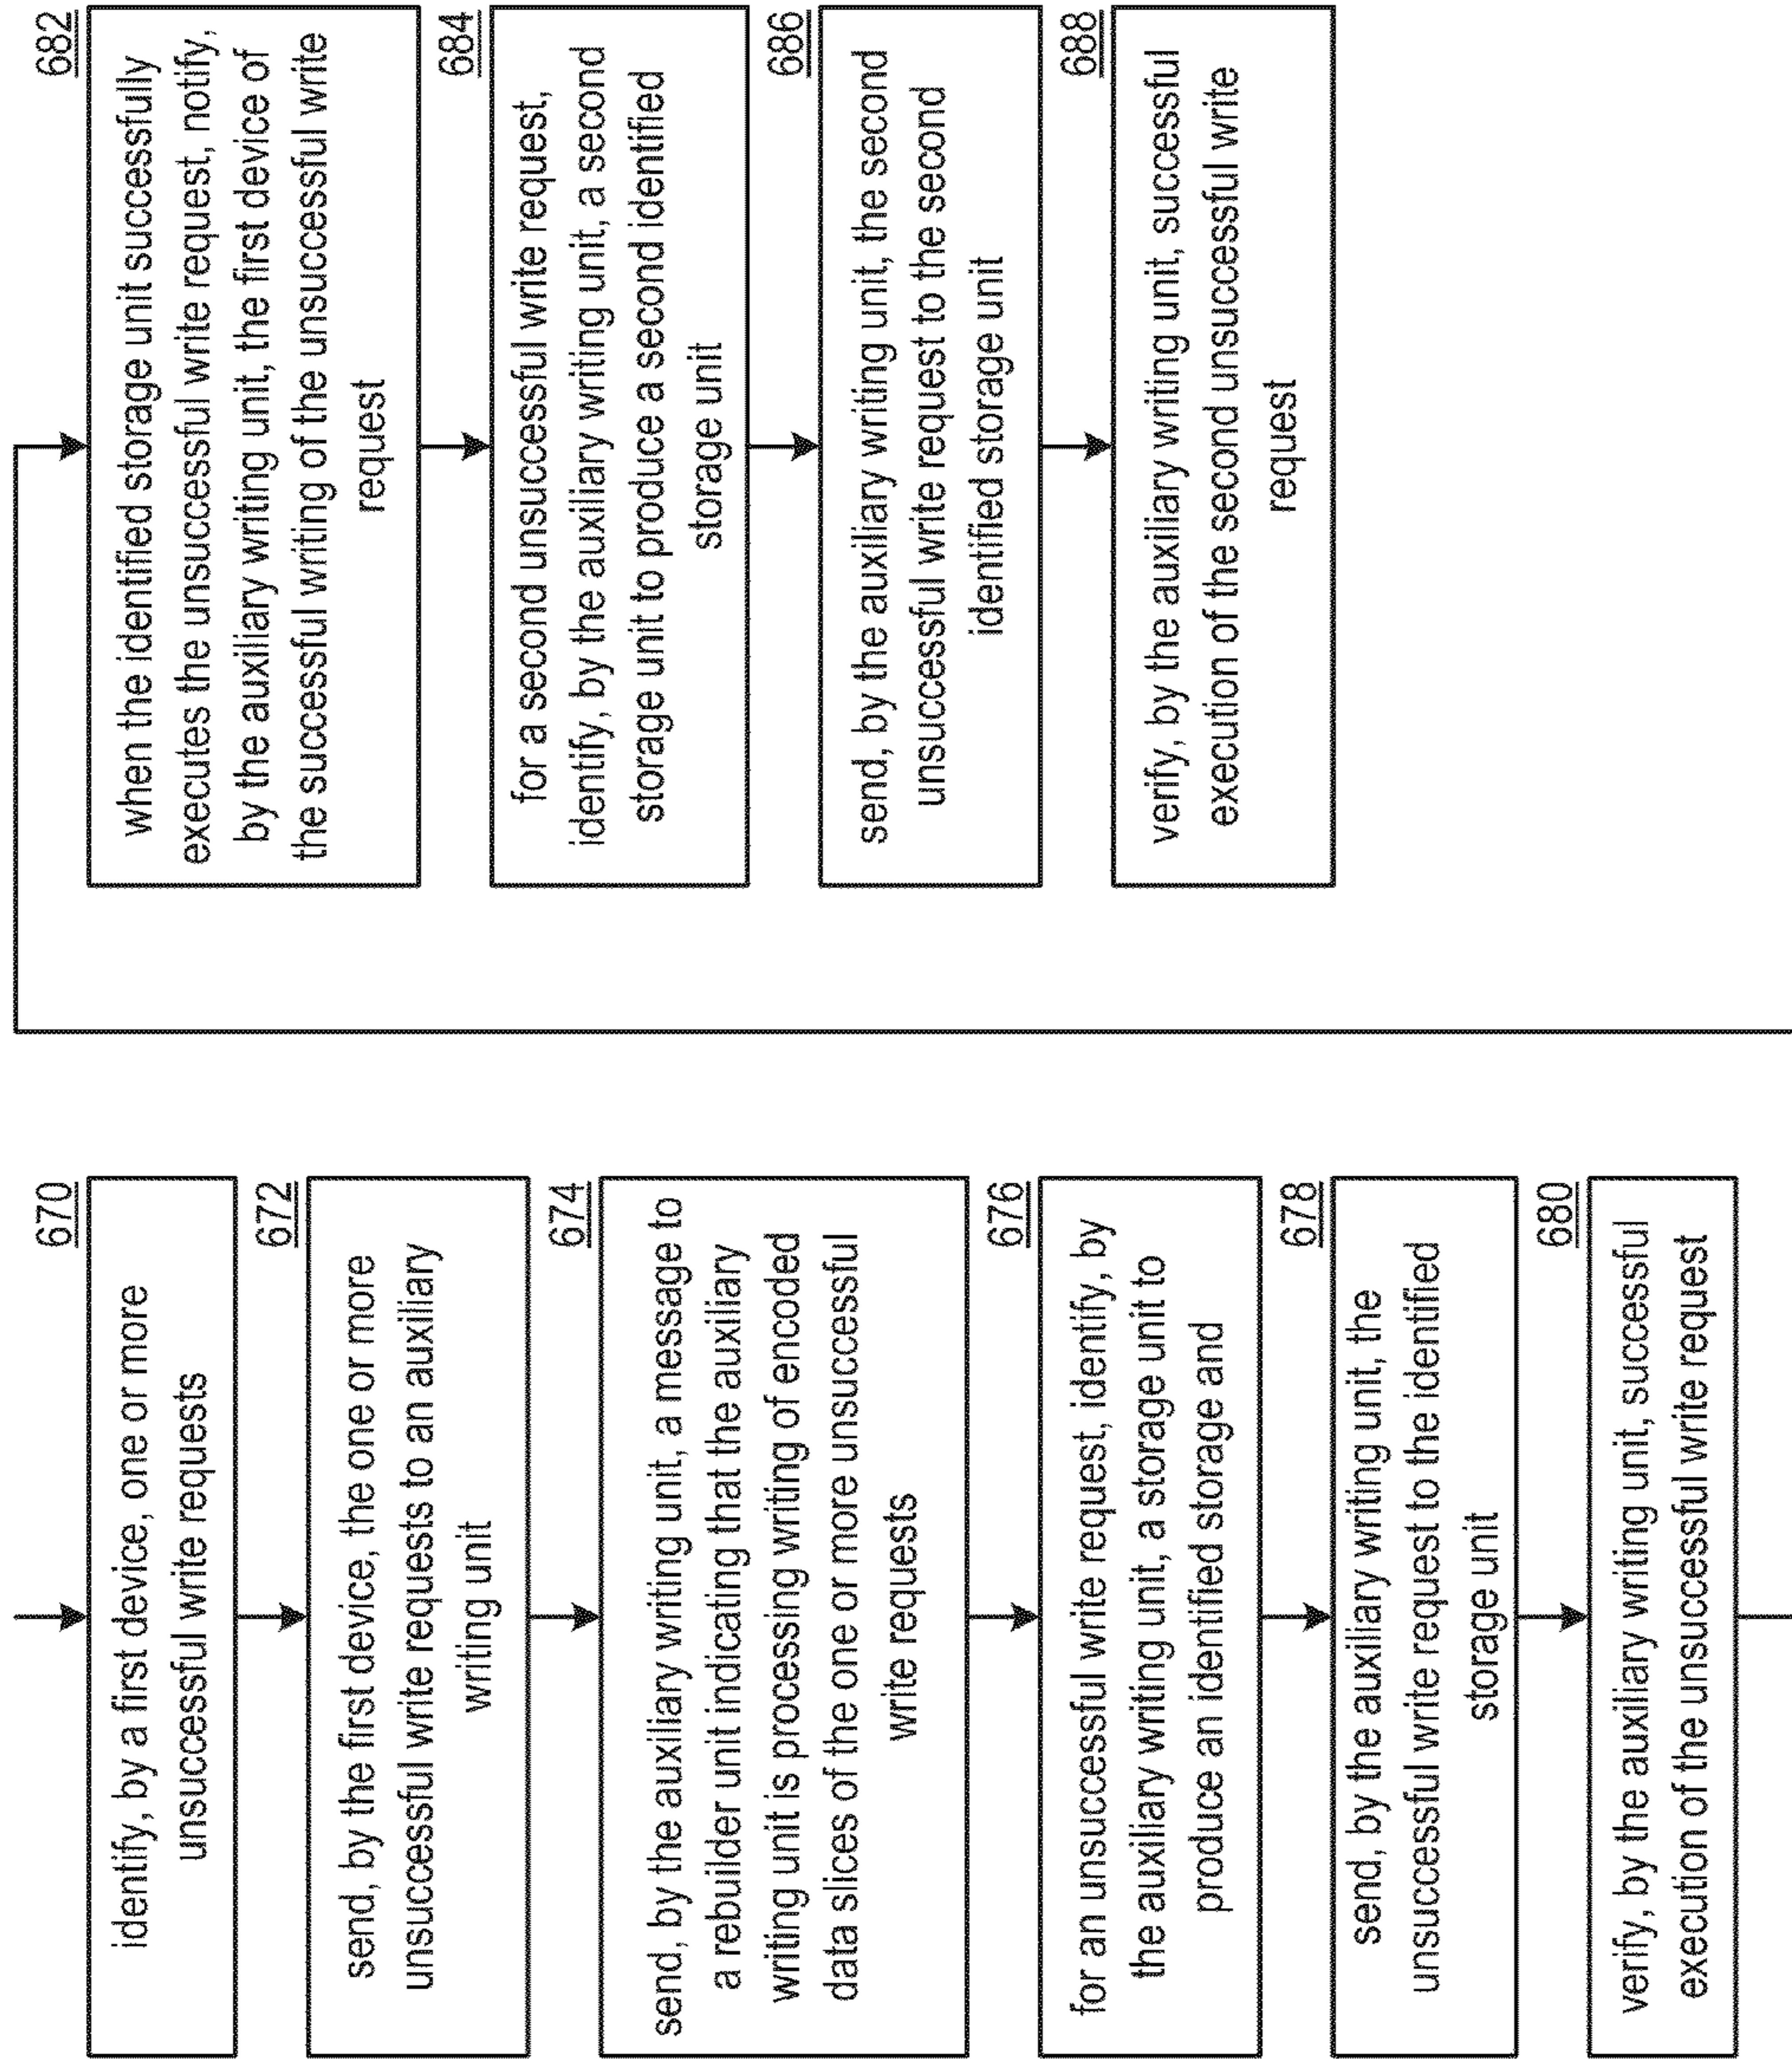 670
identify, by a first device, one or more
unsuccessful write requests
672
send, by the first device, the one or more
unsuccessful write requests to an auxiliary
writing unit
674
send, by the auxiliary writing unit, a message to
a rebuilder unit indicating that the auxiliary
writing unit is processing writing of encoded
data slices of the one or more unsuccessful
write requests
676
for an unsuccessful write request, identify, by
the auxiliary writing unit, a storage unit to
produce an identified storage and
678
send, by the auxiliary writing unit, the
unsuccessful write request to the identified
storage unit
680
verify, by the auxiliary writing unit, successful
execution of the unsuccessful write request
682
when the identified storage unit successfully
executes the unsuccessful write request, notify,
by the auxiliary writing unit, the first device of
the successful writing of the unsuccessful write
request
684
for a second unsuccessful write request,
identify, by the auxiliary writing unit, a second
storage unit to produce a second identified
storage unit
686
send, by the auxiliary writing unit, the second
unsuccessful write request to the second
identified storage unit
688
verify, by the auxiliary writing unit, successful
execution of the second unsuccessful write
request